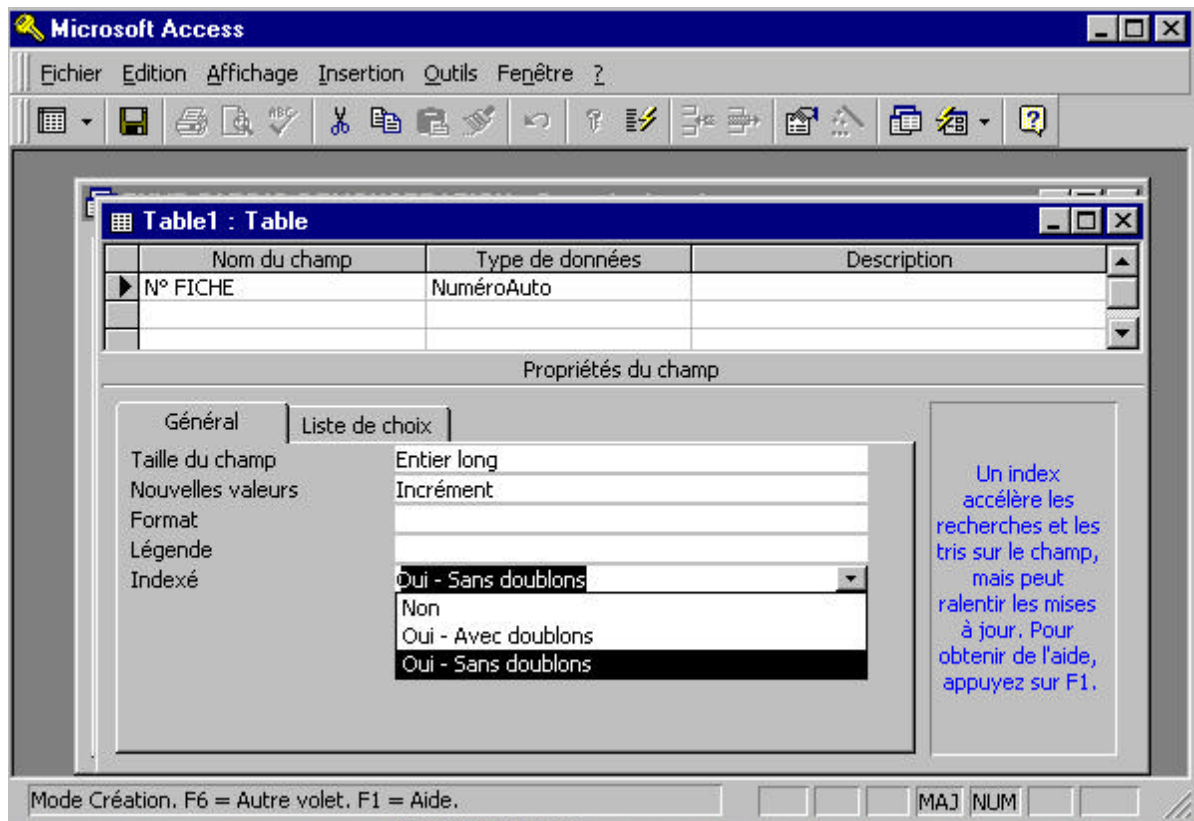 Microsoft Access
Fichier Edition Affichage Insertion Outils Fenêtre ?
ABC
Table1 : Table
Nom du champ Type de données Description
N° FICHE NuméroAuto
Propriétés du champ
Général Liste de choix
Taille du champ Entier long
Nouvelles valeurs Incrément
Format
Légende
Indexé Oui - Sans doublons
Non
Oui - Avec doublons
Oui - Sans doublons
Un index
accélère les
recherches et les
tris sur le champ,
mais peut
ralentir les mises
à jour. Pour
obtenir de l'aide,
appuyez sur F1.
Mode Création. F6 = Autre volet. F1 = Aide. MAJ NUM